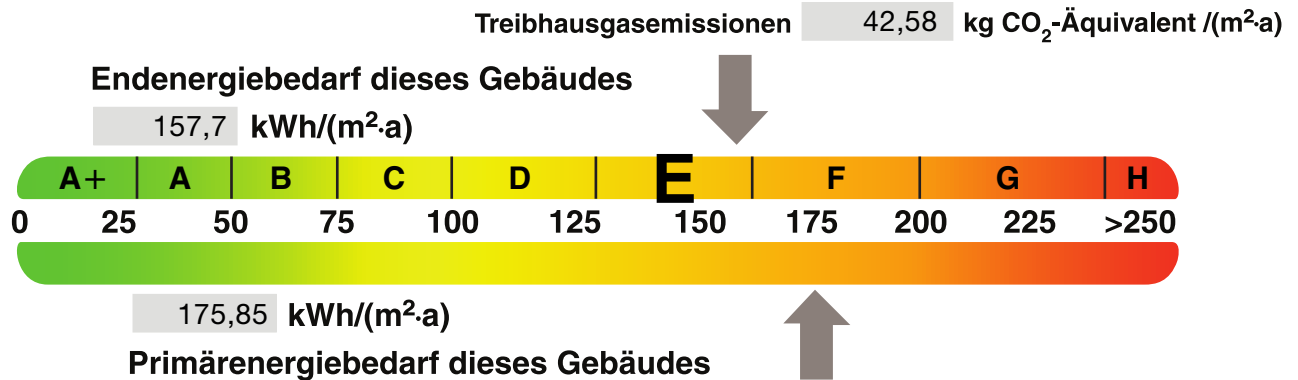 Treibhausgasemissionen 42,58 kg CO₂-Äquivalent /(m²·a)
Endenergiebedarf dieses Gebäudes
157,7 kWh/(m²·a)
A+ A B C D E F G H
0 25 50 75 100 125 150 175 200 225 >250
175,85 kWh/(m²·a)
Primärenergiebedarf dieses Gebäudes